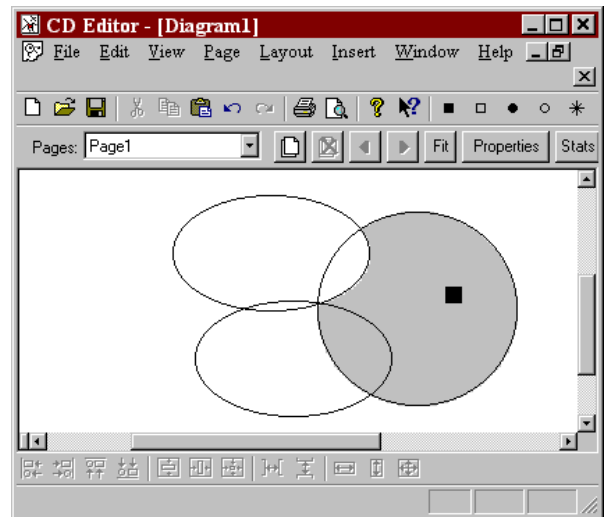 CD Editor - [Diagram1]
File Edit View Page Layout Insert Window Help
Pages: Page1 Fit Properties Stats